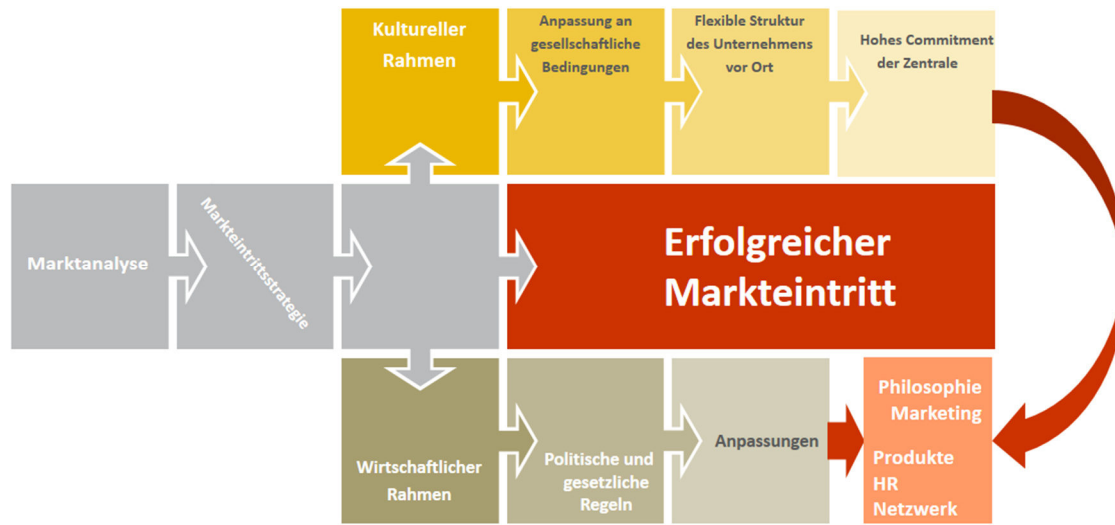 Kultureller
Rahmen
Anpassung an
gesellschaftliche
Bedingungen
Flexible Struktur
des Unternehmens
vor Ort
Hohes Commitment
der Zentrale
Marktanalyse
Markteintrittsstrategie
Erfolgreicher
Markteintritt
Wirtschaftlicher
Rahmen
Politische und
gesetzliche
Regeln
Anpassungen
Philosophie
Marketing
Produkte
HR
Netzwerk